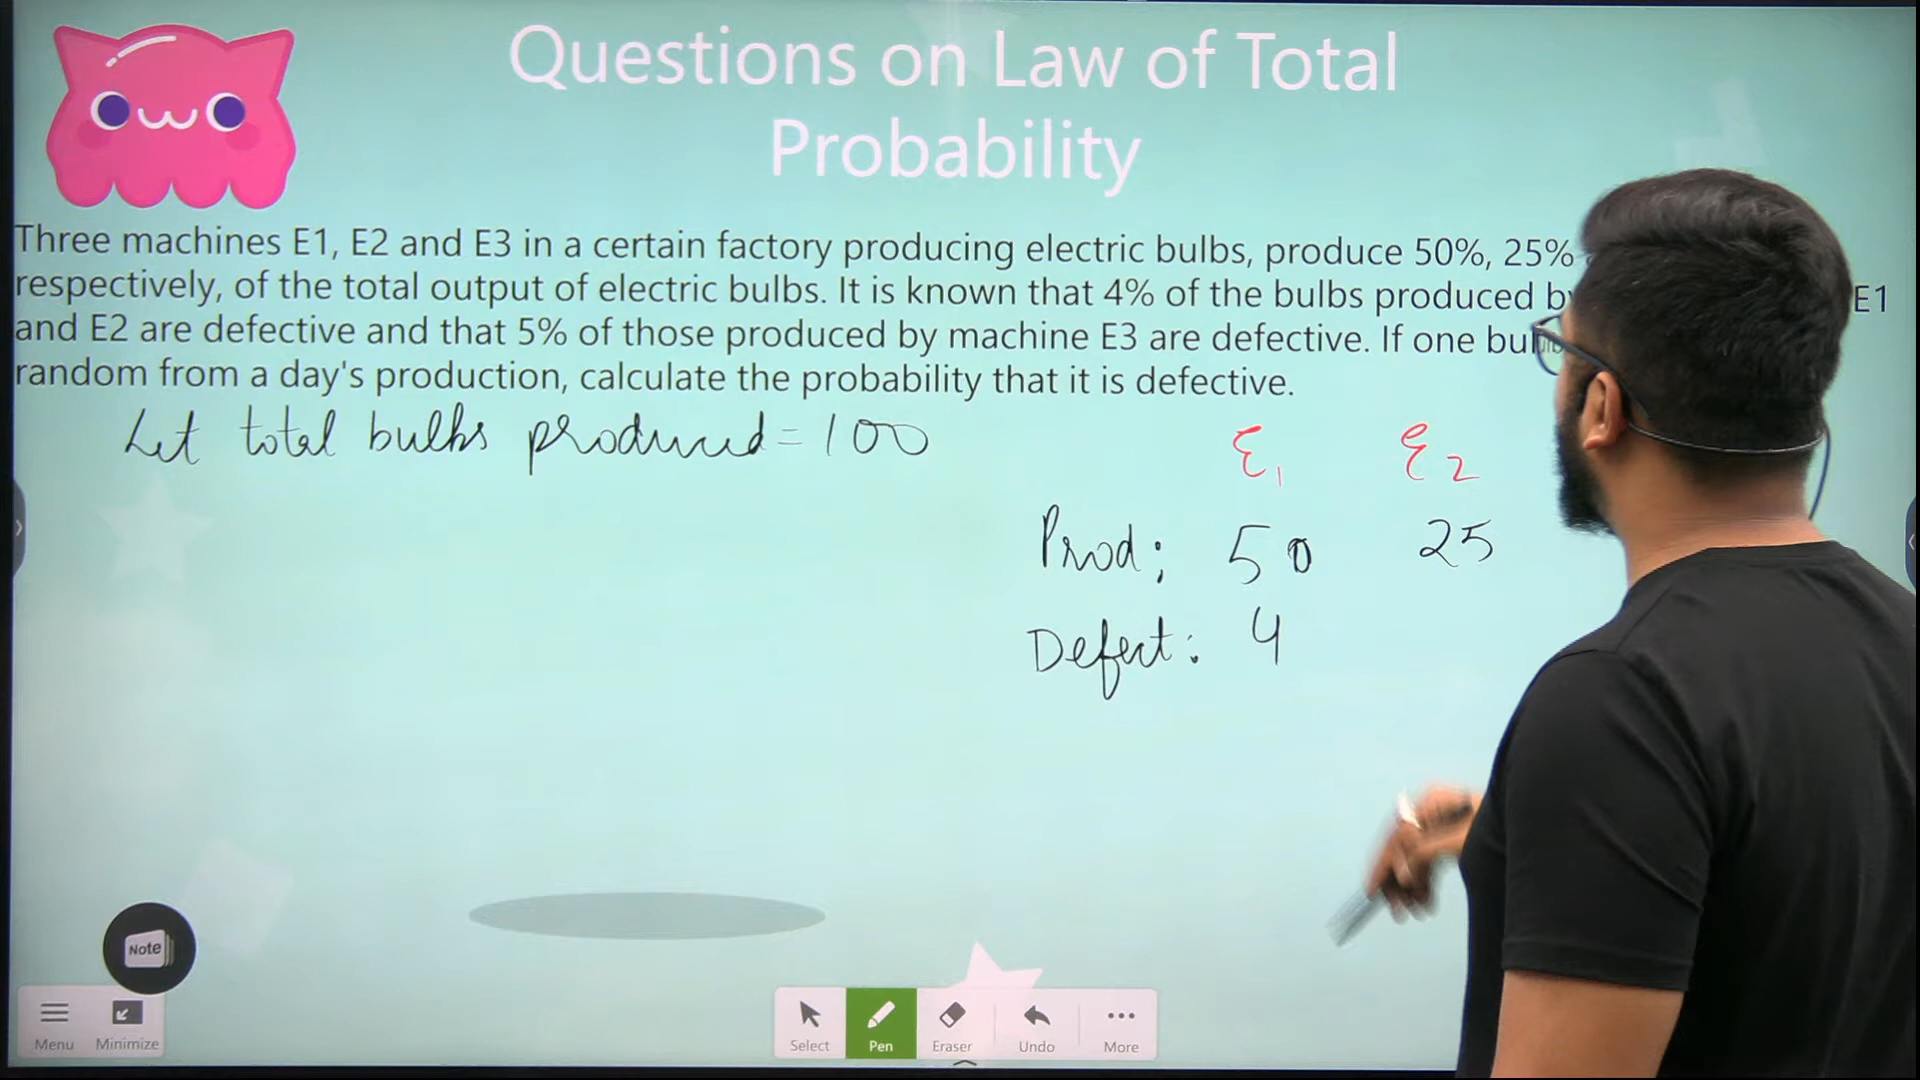 Questions on Law of Total
Probability
Three machines E1, E2 and E3 in a certain factory producing electric bulbs, produce 50%, 25%
respectively, of the total output of electric bulbs. It is known that 4% of the bulbs produced by E1
and E2 are defective and that 5% of those produced by machine E3 are defective. If one bulb
random from a day's production, calculate the probability that it is defective.
Let total bulbs produced = 100
E1 E2
Prod; 50 25
Defect: 4
Note
Menu Minimize Select Pen Eraser Undo More